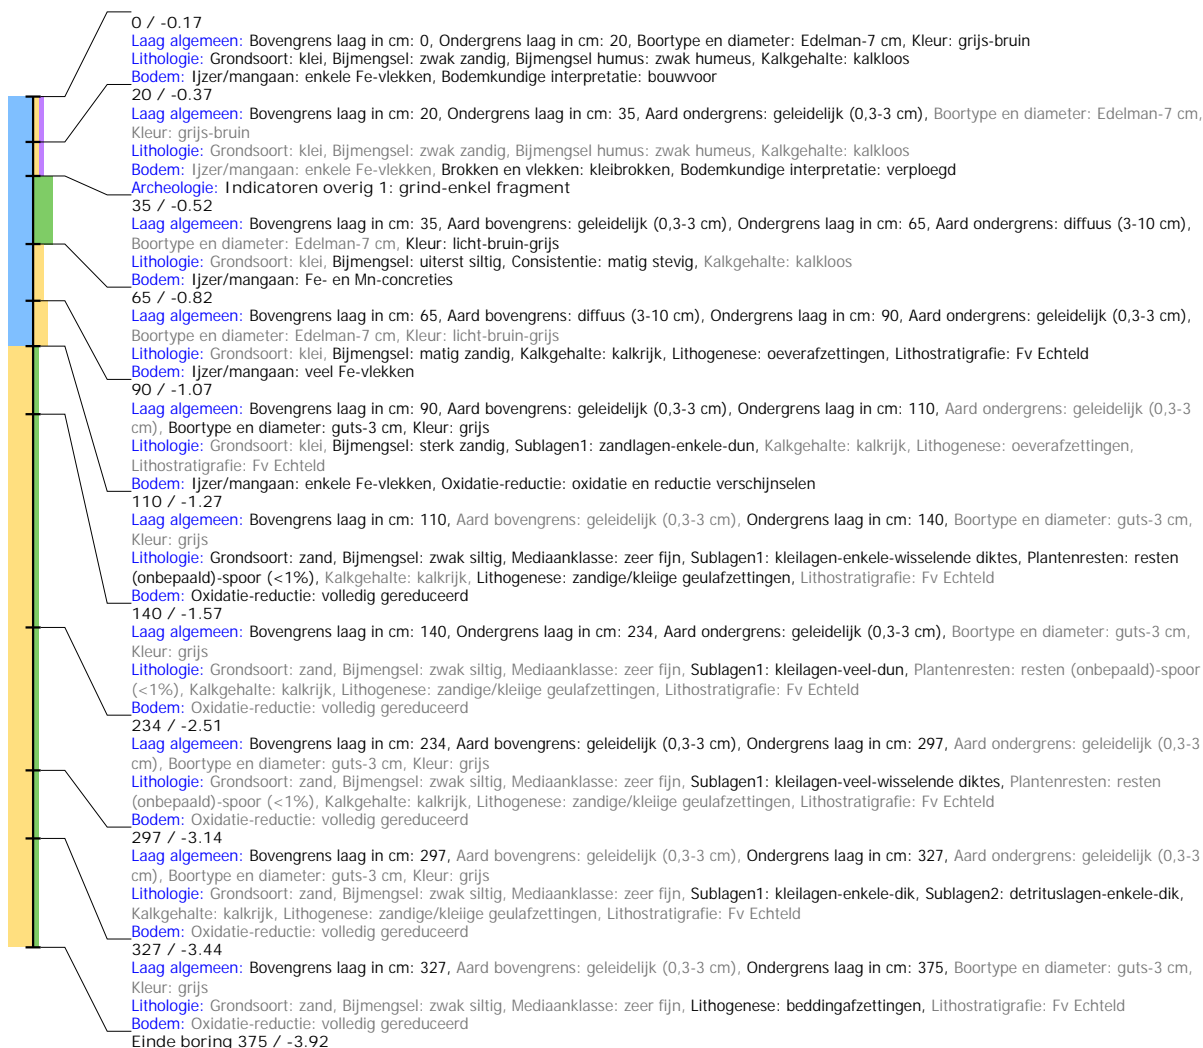 0 / -0.17
Laag algemeen: Bovengrens laag in cm: 0, Ondergrens laag in cm: 20, Boortype en diameter: Edelman-7 cm, Kleur: grijs-bruin
Lithologie: Grondsoort: klei, Bijmengsel: zwak zandig, Bijmengsel humus: zwak humeus, Kalkgehalte: kalkloos
Bodem: Ijzer/mangaan: enkele Fe-vlekken, Bodemkundige interpretatie: bouwvoor
20 / -0.37
Laag algemeen: Bovengrens laag in cm: 20, Ondergrens laag in cm: 35, Aard ondergrens: geleidelijk (0,3-3 cm), Boortype en diameter: Edelman-7 cm,
Kleur: grijs-bruin
Lithologie: Grondsoort: klei, Bijmengsel: zwak zandig, Bijmengsel humus: zwak humeus, Kalkgehalte: kalkloos
Bodem: Ijzer/mangaan: enkele Fe-vlekken, Brokken en vlekken: kleibrokken, Bodemkundige interpretatie: verploegd
Archeologie: Indicatoren overig 1: grind-enkel fragment
35 / -0.52
Laag algemeen: Bovengrens laag in cm: 35, Aard bovengrens: geleidelijk (0,3-3 cm), Ondergrens laag in cm: 65, Aard ondergrens: diffuus (3-10 cm),
Boortype en diameter: Edelman-7 cm, Kleur: licht-bruin-grijs
Lithologie: Grondsoort: klei, Bijmengsel: uiterst siltig, Consistentie: matig stevig, Kalkgehalte: kalkloos
Bodem: Ijzer/mangaan: Fe- en Mn-concreties
65 / -0.82
Laag algemeen: Bovengrens laag in cm: 65, Aard bovengrens: diffuus (3-10 cm), Ondergrens laag in cm: 90, Aard ondergrens: geleidelijk (0,3-3 cm),
Boortype en diameter: Edelman-7 cm, Kleur: licht-bruin-grijs
Lithologie: Grondsoort: klei, Bijmengsel: matig zandig, Kalkgehalte: kalkrijk, Lithogenese: oeverafzettingen, Lithostratigrafie: Fv Echteld
Bodem: Ijzer/mangaan: veel Fe-vlekken
90 / -1.07
Laag algemeen: Bovengrens laag in cm: 90, Aard bovengrens: geleidelijk (0,3-3 cm), Ondergrens laag in cm: 110, Aard ondergrens: geleidelijk (0,3-3
cm), Boortype en diameter: guts-3 cm, Kleur: grijs
Lithologie: Grondsoort: klei, Bijmengsel: sterk zandig, Sublagen1: zandlagen-enkele-dun, Kalkgehalte: kalkrijk, Lithogenese: oeverafzettingen,
Lithostratigrafie: Fv Echteld
Bodem: Ijzer/mangaan: enkele Fe-vlekken, Oxidatie-reductie: oxidatie en reductie verschijnselen
110 / -1.27
Laag algemeen: Bovengrens laag in cm: 110, Aard bovengrens: geleidelijk (0,3-3 cm), Ondergrens laag in cm: 140, Boortype en diameter: guts-3 cm,
Kleur: grijs
Lithologie: Grondsoort: zand, Bijmengsel: zwak siltig, Mediaanklasse: zeer fijn, Sublagen1: kleilagen-enkele-wisselende diktes, Plantenresten: resten
(onbepaald)-spoor (<1%), Kalkgehalte: kalkrijk, Lithogenese: zandige/kleiige geulafzettingen, Lithostratigrafie: Fv Echteld
Bodem: Oxidatie-reductie: volledig gereduceerd
140 / -1.57
Laag algemeen: Bovengrens laag in cm: 140, Ondergrens laag in cm: 234, Aard ondergrens: geleidelijk (0,3-3 cm), Boortype en diameter: guts-3 cm,
Kleur: grijs
Lithologie: Grondsoort: zand, Bijmengsel: zwak siltig, Mediaanklasse: zeer fijn, Sublagen1: kleilagen-veel-dun, Plantenresten: resten (onbepaald)-spoor
(<1%), Kalkgehalte: kalkrijk, Lithogenese: zandige/kleiige geulafzettingen, Lithostratigrafie: Fv Echteld
Bodem: Oxidatie-reductie: volledig gereduceerd
234 / -2.51
Laag algemeen: Bovengrens laag in cm: 234, Aard bovengrens: geleidelijk (0,3-3 cm), Ondergrens laag in cm: 297, Aard ondergrens: geleidelijk (0,3-3
cm), Boortype en diameter: guts-3 cm, Kleur: grijs
Lithologie: Grondsoort: zand, Bijmengsel: zwak siltig, Mediaanklasse: zeer fijn, Sublagen1: kleilagen-veel-wisselende diktes, Plantenresten: resten
(onbepaald)-spoor (<1%), Kalkgehalte: kalkrijk, Lithogenese: zandige/kleiige geulafzettingen, Lithostratigrafie: Fv Echteld
Bodem: Oxidatie-reductie: volledig gereduceerd
297 / -3.14
Laag algemeen: Bovengrens laag in cm: 297, Aard bovengrens: geleidelijk (0,3-3 cm), Ondergrens laag in cm: 327, Aard ondergrens: geleidelijk (0,3-3
cm), Boortype en diameter: guts-3 cm, Kleur: grijs
Lithologie: Grondsoort: zand, Bijmengsel: zwak siltig, Mediaanklasse: zeer fijn, Sublagen1: kleilagen-enkele-dik, Sublagen2: detrituslagen-enkele-dik,
Kalkgehalte: kalkrijk, Lithogenese: zandige/kleiige geulafzettingen, Lithostratigrafie: Fv Echteld
Bodem: Oxidatie-reductie: volledig gereduceerd
327 / -3.44
Laag algemeen: Bovengrens laag in cm: 327, Aard bovengrens: geleidelijk (0,3-3 cm), Ondergrens laag in cm: 375, Boortype en diameter: guts-3 cm,
Kleur: grijs
Lithologie: Grondsoort: zand, Bijmengsel: zwak siltig, Mediaanklasse: zeer fijn, Lithogenese: beddingafzettingen, Lithostratigrafie: Fv Echteld
Bodem: Oxidatie-reductie: volledig gereduceerd
Einde boring 375 / -3.92